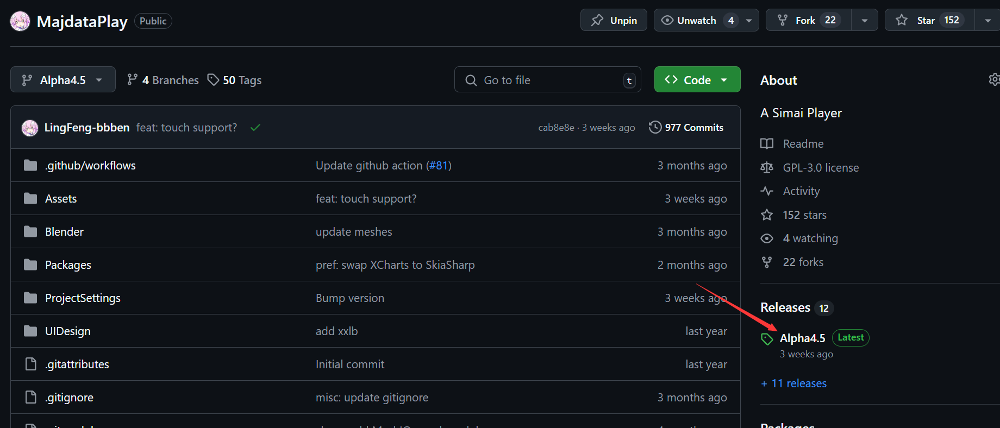 MajdataPlay Public
Unpin
Unwatch 4
Fork 22
Star 152
Alpha4.5
4 Branches
50 Tags
Go to file t
Code
LingFeng-bbben feat: touch support?
cab8e8e · 3 weeks ago
977 Commits
.github/workflows Update github action (#81) 3 months ago
Assets feat: touch support? 3 weeks ago
Blender update meshes 3 months ago
Packages pref: swap XCharts to SkiaSharp 2 months ago
ProjectSettings Bump version 3 weeks ago
UIDesign add xxlb last year
.gitattributes Initial commit last year
.gitignore misc: update gitignore 3 months ago
About
A Simai Player
Readme
GPL-3.0 license
Activity
152 stars
4 watching
22 forks
Releases 12
Alpha4.5 Latest
3 weeks ago
+ 11 releases
Packages